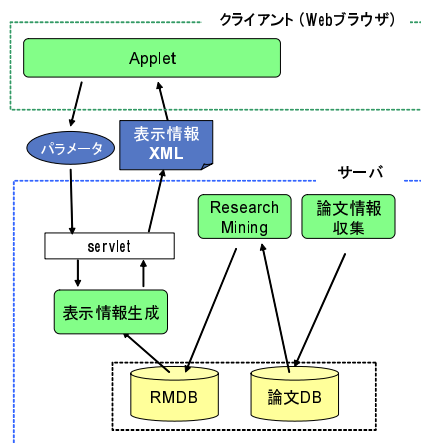 クライアント（Webブラウザ）
Applet
パラメータ
表示情報
XML
サーバ
Research
Mining
論文情報
収集
servlet
表示情報生成
RMDB
論文DB